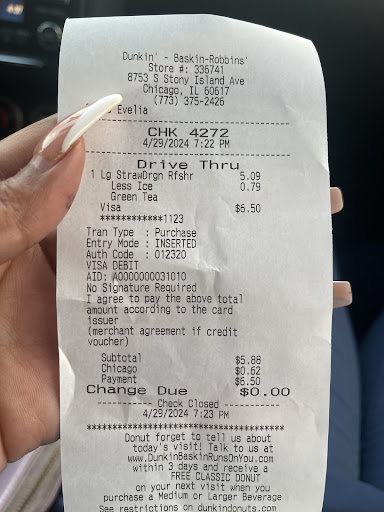 Dunkin' - Baskin-Robbins'
Store #: 336741
8753 S Stony Island Ave
Chicago, IL 60617
(773) 375-2426
Evelia
CHK 4272
4/29/2024 7:22 PM
Drive Thru
1 Lg StrawDrgn Rfshr 5.09
Less Ice 0.79
Green Tea
Visa $6.50
************1123
Tran Type : Purchase
Entry Mode : INSERTED
Auth Code : 012320
VISA DEBIT
AID: A0000000031010
No Signature Required
I agree to pay the above total
amount according to the card
issuer
(merchant agreement if credit
voucher)
Subtotal $5.88
Chicago $0.62
Payment $6.50
Change Due $0.00
----------- Check Closed -----------
4/29/2024 7:23 PM
************************************
Donut forget to tell us about
today's visit! Talk to us at
www.DunkinBaskinRunsOnYou.com
within 3 days and receive a
FREE CLASSIC DONUT
on your next visit when you
purchase a Medium or Larger Beverage
See restrictions on dunkindonuts.com